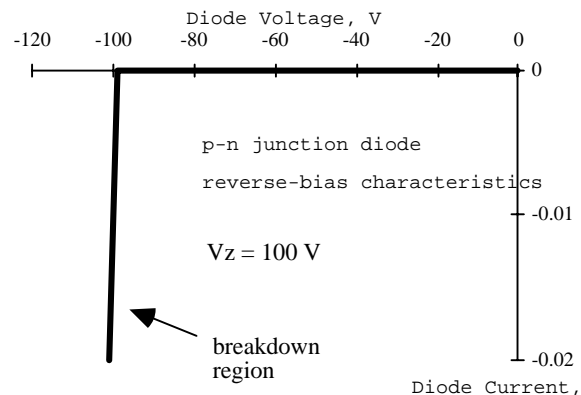 Diode Voltage, V
-120 -100 -80 -60 -40 -20 0
0
p-n junction diode
reverse-bias characteristics
-0.01
Vz = 100 V
breakdown
region
-0.02
Diode Current,